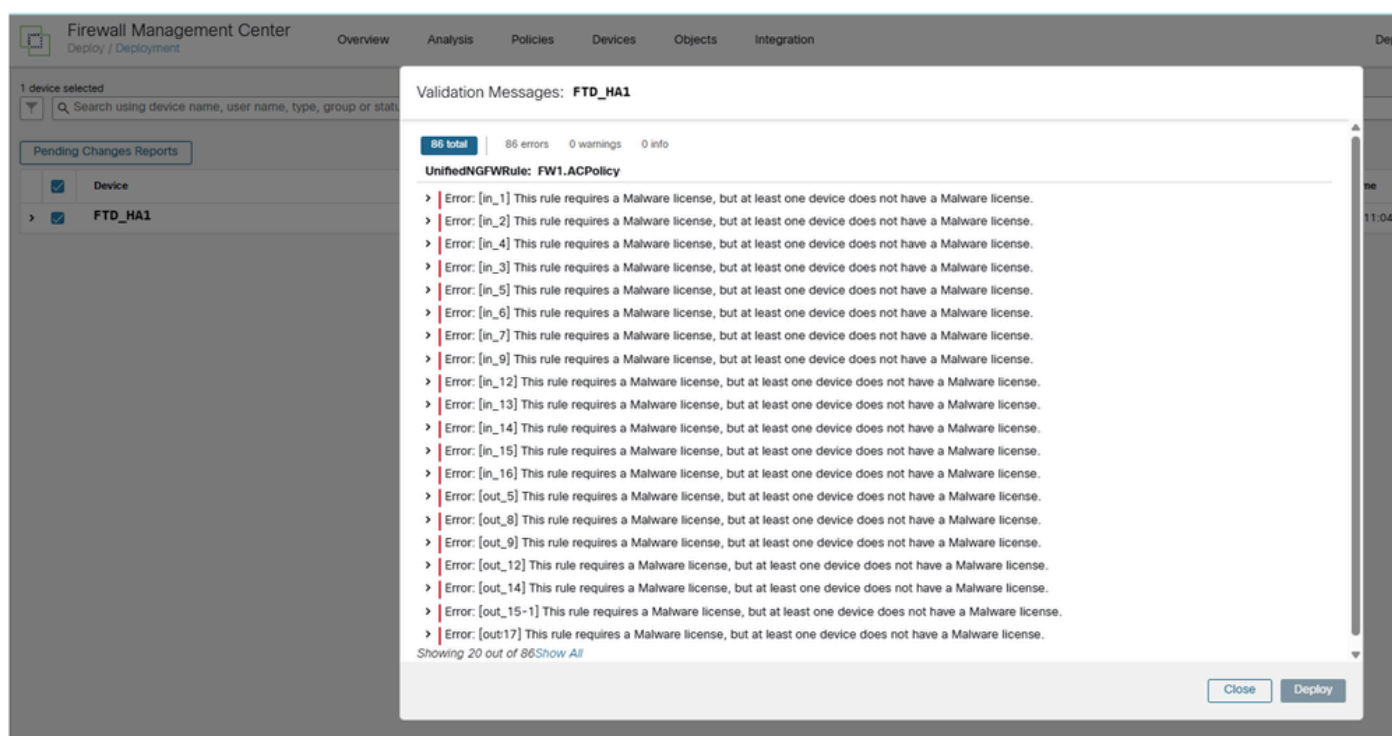 Firewall Management Center
Deploy / Deployment
Overview
Analysis
Policies
Devices
Objects
Integration
1 device selected
Search using device name, user name, type, group or statu
Pending Changes Reports
Device
FTD_HA1
Validation Messages: FTD_HA1
86 total 86 errors 0 warnings 0 info
UnifiedNGFWRule: FW1.ACPolicy
Error: [in_1] This rule requires a Malware license, but at least one device does not have a Malware license.
Error: [in_2] This rule requires a Malware license, but at least one device does not have a Malware license.
Error: [in_4] This rule requires a Malware license, but at least one device does not have a Malware license.
Error: [in_3] This rule requires a Malware license, but at least one device does not have a Malware license.
Error: [in_5] This rule requires a Malware license, but at least one device does not have a Malware license.
Error: [in_6] This rule requires a Malware license, but at least one device does not have a Malware license.
Error: [in_7] This rule requires a Malware license, but at least one device does not have a Malware license.
Error: [in_9] This rule requires a Malware license, but at least one device does not have a Malware license.
Error: [in_12] This rule requires a Malware license, but at least one device does not have a Malware license.
Error: [in_13] This rule requires a Malware license, but at least one device does not have a Malware license.
Error: [in_14] This rule requires a Malware license, but at least one device does not have a Malware license.
Error: [in_15] This rule requires a Malware license, but at least one device does not have a Malware license.
Error: [in_16] This rule requires a Malware license, but at least one device does not have a Malware license.
Error: [out_5] This rule requires a Malware license, but at least one device does not have a Malware license.
Error: [out_8] This rule requires a Malware license, but at least one device does not have a Malware license.
Error: [out_9] This rule requires a Malware license, but at least one device does not have a Malware license.
Error: [out_12] This rule requires a Malware license, but at least one device does not have a Malware license.
Error: [out_14] This rule requires a Malware license, but at least one device does not have a Malware license.
Error: [out_15-1] This rule requires a Malware license, but at least one device does not have a Malware license.
Error: [out:17] This rule requires a Malware license, but at least one device does not have a Malware license.
Showing 20 out of 86Show All
Close
Deploy
De
me
11:04